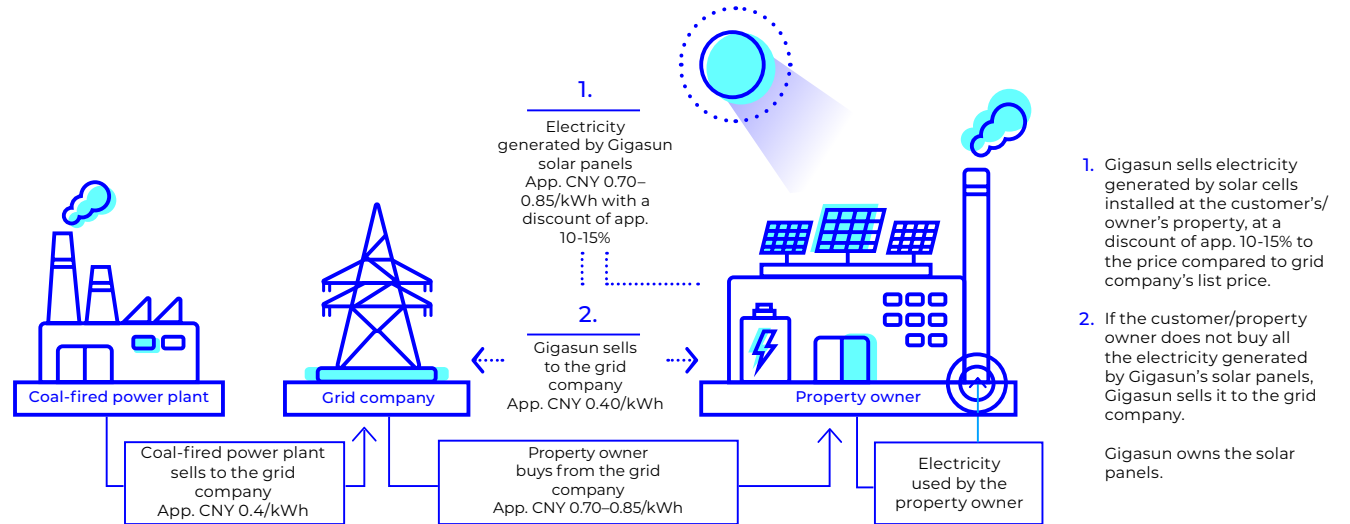 1.
Electricity
generated by Gigasun
solar panels
App. CNY 0.70–
0.85/kWh with a
discount of app.
10-15%
2.
Gigasun sells
to the grid
company
App. CNY 0.40/kWh
Coal-fired power plant
Grid company
Property owner
Coal-fired power plant
sells to the grid
company
App. CNY 0.4/kWh
Property owner
buys from the grid
company
App. CNY 0.70–0.85/kWh
Electricity
used by the
property owner
1. Gigasun sells electricity
generated by solar cells
installed at the customer’s/
owner’s property, at a
discount of app. 10-15% to
the price compared to grid
company’s list price.
2. If the customer/property
owner does not buy all
the electricity generated
by Gigasun’s solar panels,
Gigasun sells it to the grid
company.
Gigasun owns the solar
panels.